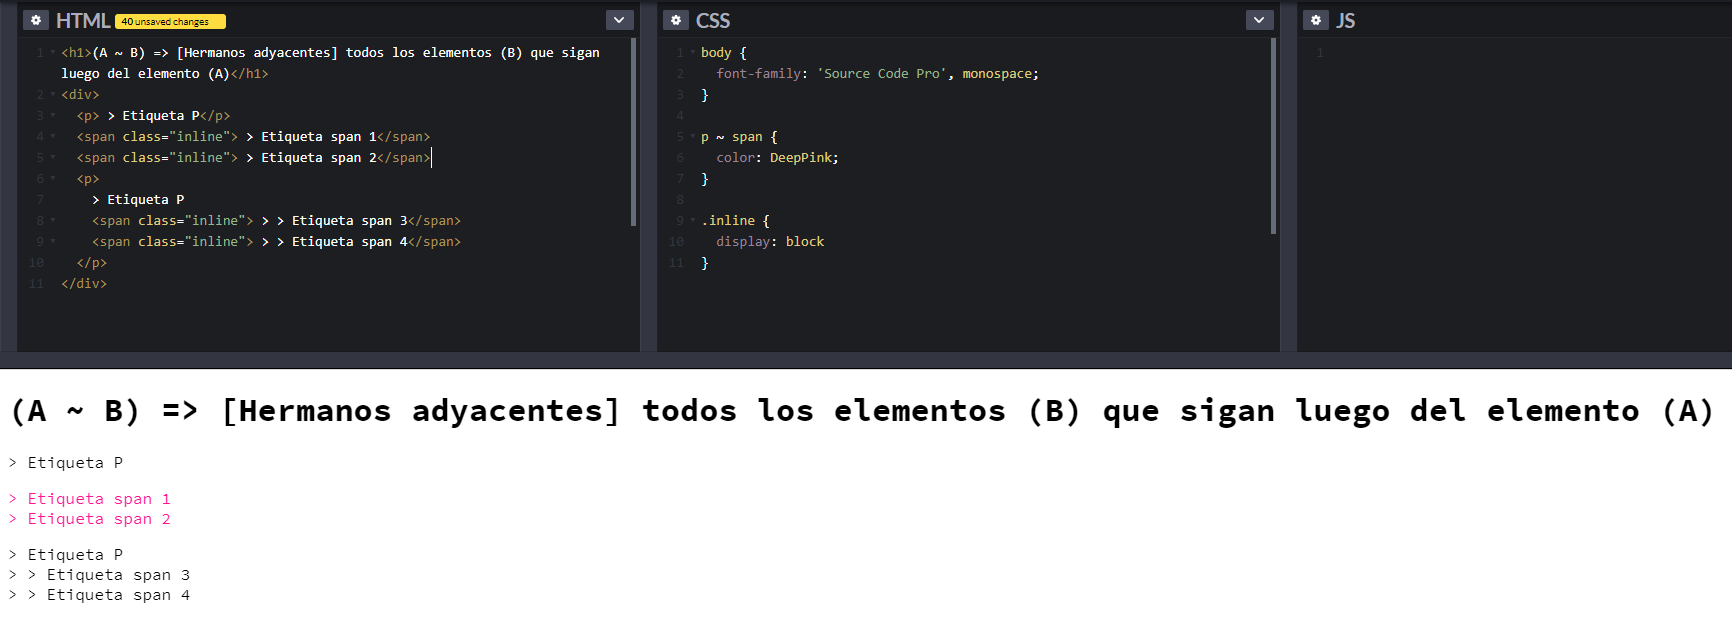 HTML 40 unsaved changes
1 <h1>(A ~ B) => [Hermanos adyacentes] todos los elementos (B) que sigan
luego del elemento (A)</h1>
2 <div>
3 <p> > Etiqueta P</p>
4 <span class="inline"> > Etiqueta span 1</span>
5 <span class="inline"> > Etiqueta span 2</span>
6 <p>
7 > Etiqueta P
8 <span class="inline"> > > Etiqueta span 3</span>
9 <span class="inline"> > > Etiqueta span 4</span>
10 </p>
11 </div>
CSS
1 body {
2 font-family: 'Source Code Pro', monospace;
3 }
4
5 p ~ span {
6 color: DeepPink;
7 }
8
9 .inline {
10 display: block
11 }
JS
1
(A ~ B) => [Hermanos adyacentes] todos los elementos (B) que sigan luego del elemento (A)
> Etiqueta P
> Etiqueta span 1
> Etiqueta span 2
> Etiqueta P
> > Etiqueta span 3
> > Etiqueta span 4